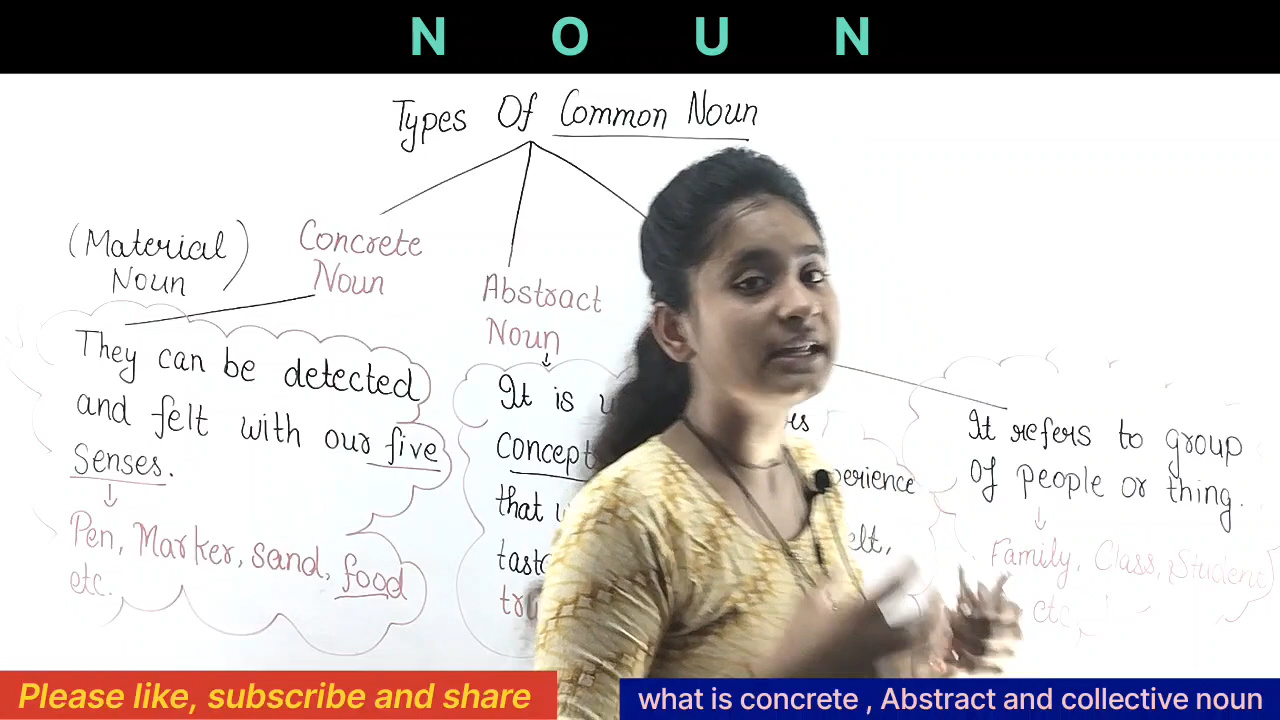 N O U N
Types Of Common Noun
(Material Noun)
Concrete Noun
Abstract Noun
They can be detected
and felt with our five
Senses.
Pen, Marker, sand, food
etc.
It is
Concept
that
It refers to group
Of people or thing.
Family, Class, Student
etc,
Please like, subscribe and share
what is concrete , Abstract and collective noun